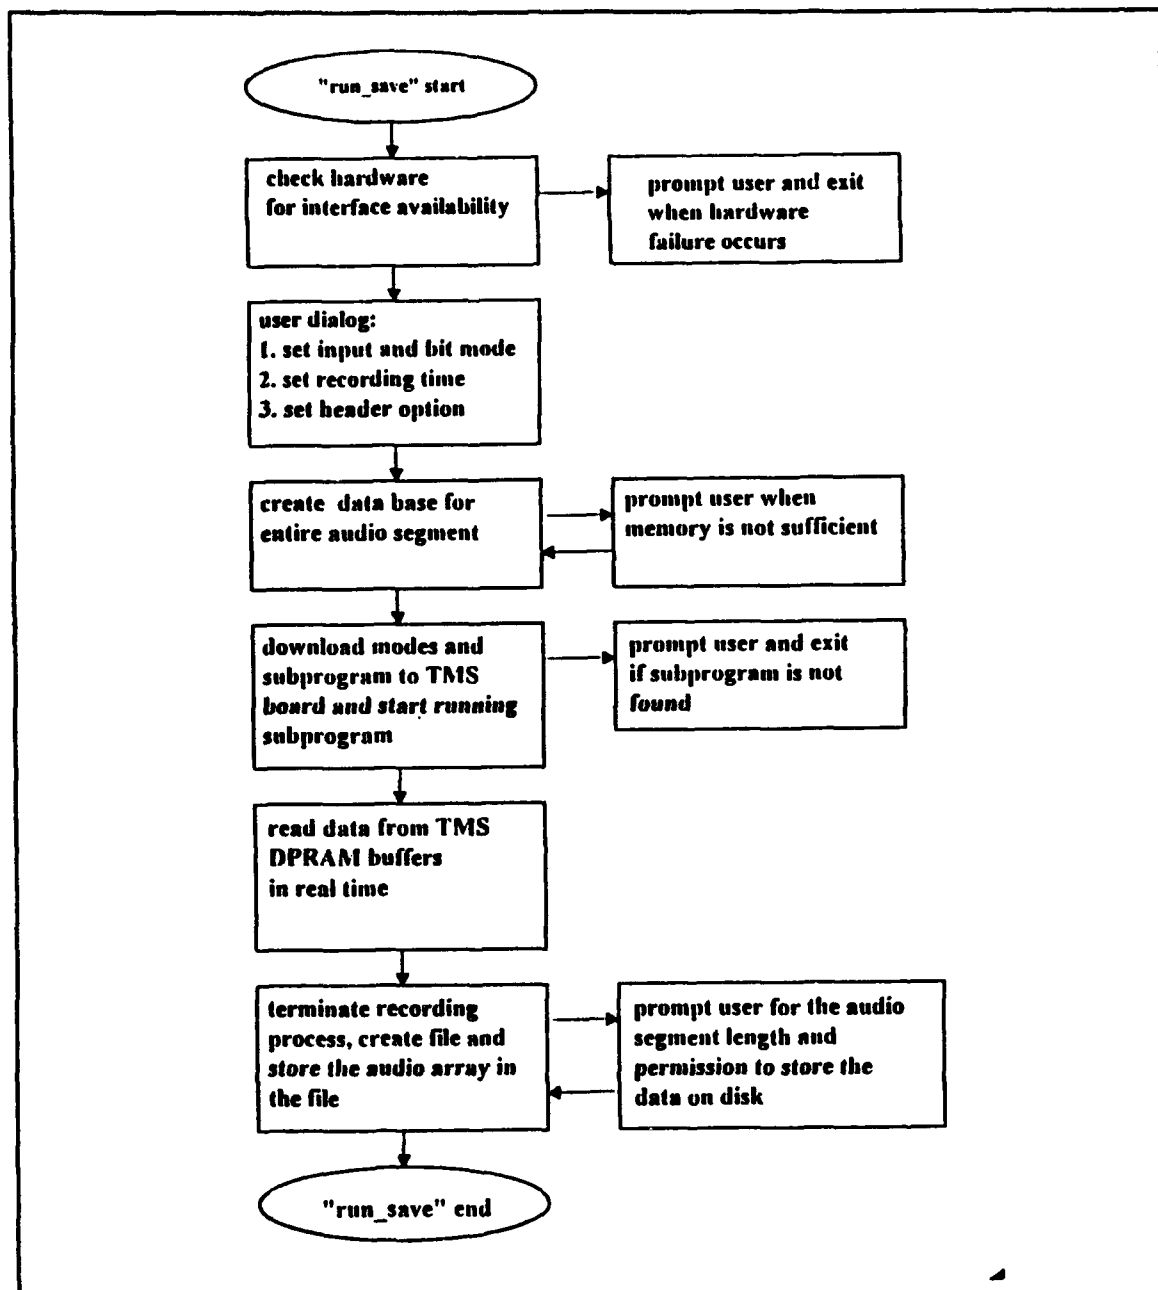 "run_save" start
check hardware
for interface availability
prompt user and exit
when hardware
failure occurs
user dialog:
1. set input and bit mode
2. set recording time
3. set header option
create data base for
entire audio segment
prompt user when
memory is not sufficient
download modes and
subprogram to TMS
board and start running
subprogram
prompt user and exit
if subprogram is not
found
read data from TMS
DPRAM buffers
in real time
terminate recording
process, create file and
store the audio array in
the file
prompt user for the audio
segment length and
permission to store the
data on disk
"run_save" end